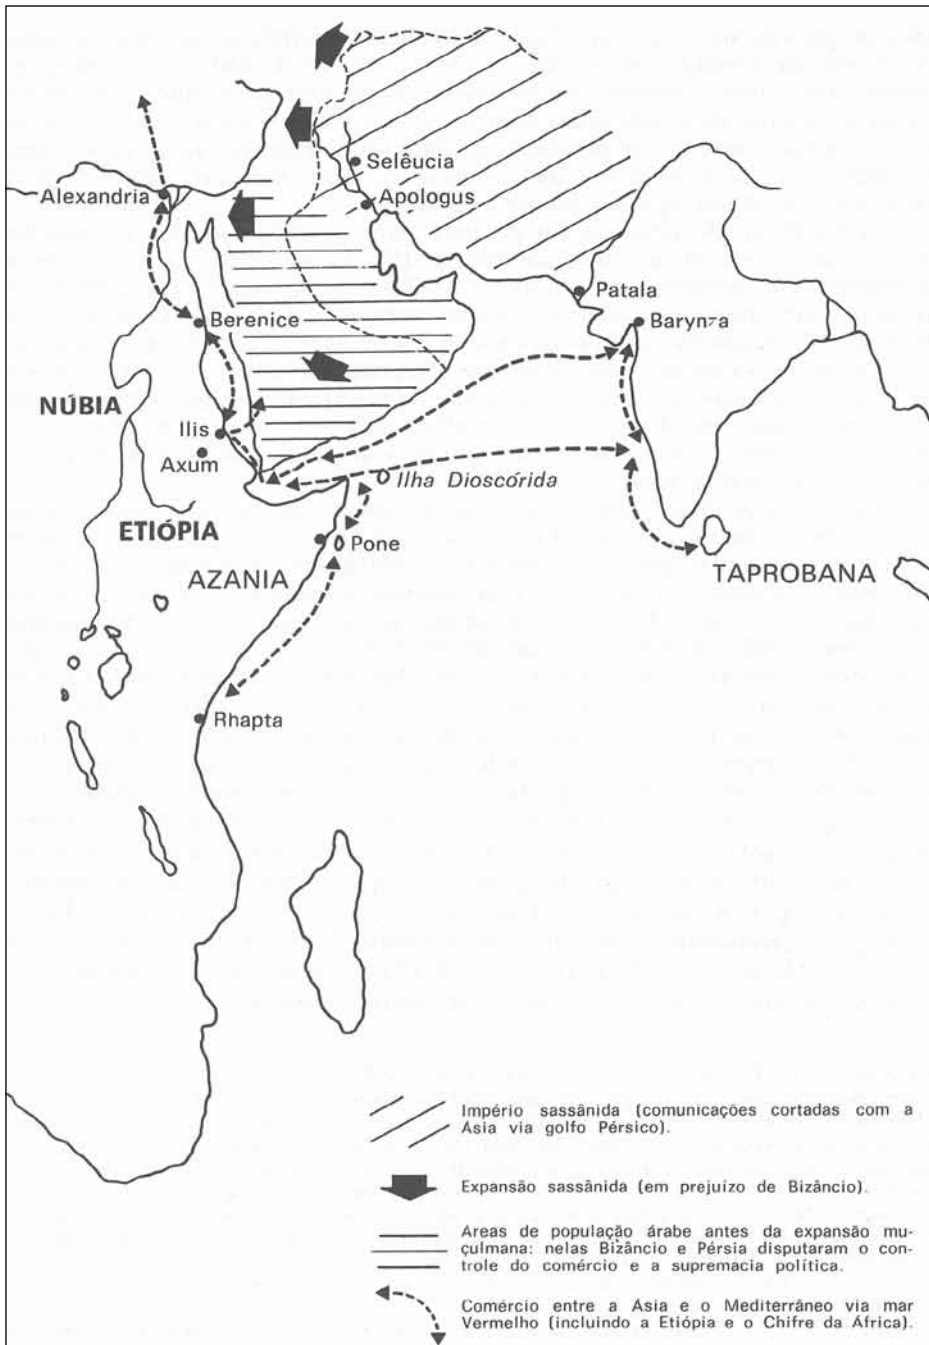 Selêucia
Alexandria
Apologus
Patala
Berenice
Barynza
NÚBIA
Ilis
Axum
Ilha Dioscórida
ETIÓPIA
Pone
AZANIA
TAPROBANA
Rhapta
Império sassânida (comunicações cortadas com a
Asia via golfo Pérsico).
Expansão sassânida (em prejuízo de Bizâncio).
Areas de população árabe antes da expansão mu-
çulmana: nelas Bizâncio e Pérsia disputaram o con-
trole do comércio e a supremacia política.
Comércio entre a Asia e o Mediterrâneo via mar
Vermelho (incluindo a Etiópia e o Chifre da África).